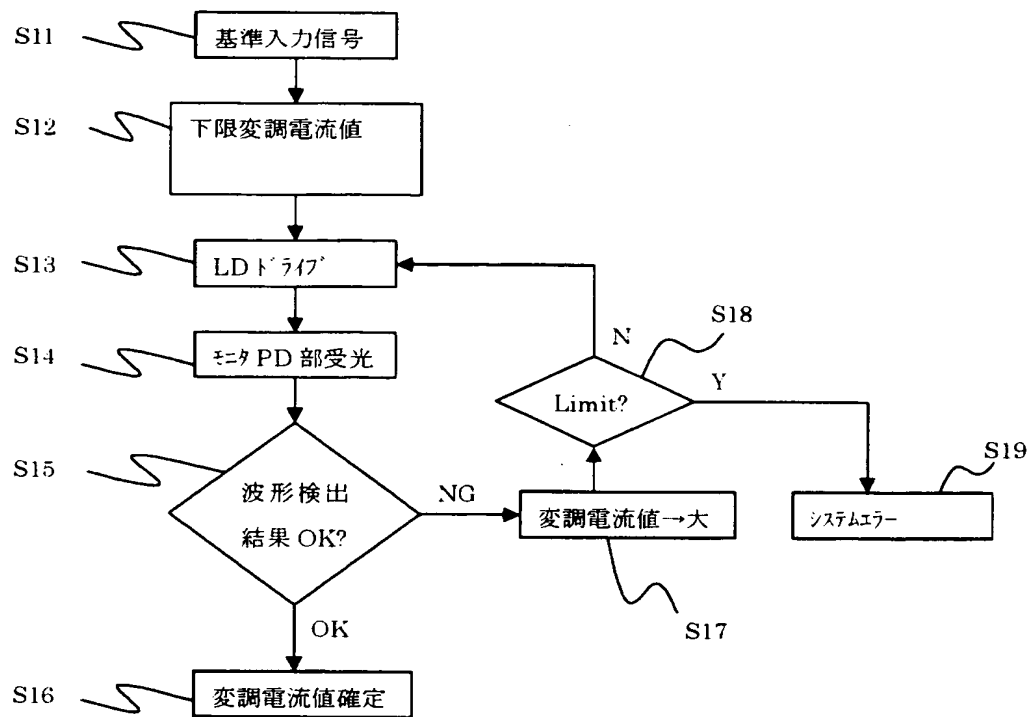 S11
基準入力信号
S12
下限変調電流値
S13
LDドライブ
S14
モニタPD部受光
S15
波形検出
結果OK?
NG
OK
S16
変調電流値確定
変調電流値→大
S17
Limit?
S18
N
Y
システムエラー
S19